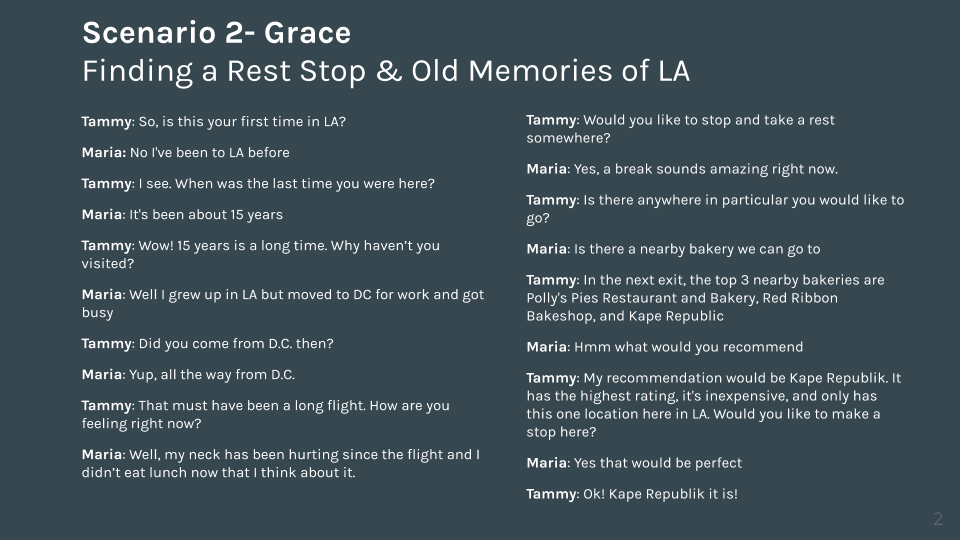 Scenario 2- Grace
Finding a Rest Stop & Old Memories of LA
Tammy: So, is this your first time in LA?
Maria: No I've been to LA before
Tammy: I see. When was the last time you were here?
Maria: It's been about 15 years
Tammy: Wow! 15 years is a long time. Why haven’t you
visited?
Maria: Well I grew up in LA but moved to DC for work and got
busy
Tammy: Did you come from D.C. then?
Maria: Yup, all the way from D.C.
Tammy: That must have been a long flight. How are you
feeling right now?
Maria: Well, my neck has been hurting since the flight and I
didn’t eat lunch now that I think about it.
Tammy: Would you like to stop and take a rest
somewhere?
Maria: Yes, a break sounds amazing right now.
Tammy: Is there anywhere in particular you would like to
go?
Maria: Is there a nearby bakery we can go to
Tammy: In the next exit, the top 3 nearby bakeries are
Polly's Pies Restaurant and Bakery, Red Ribbon
Bakeshop, and Kape Republic
Maria: Hmm what would you recommend
Tammy: My recommendation would be Kape Republik. It
has the highest rating, it's inexpensive, and only has
this one location here in LA. Would you like to make a
stop here?
Maria: Yes that would be perfect
Tammy: Ok! Kape Republik it is!
2